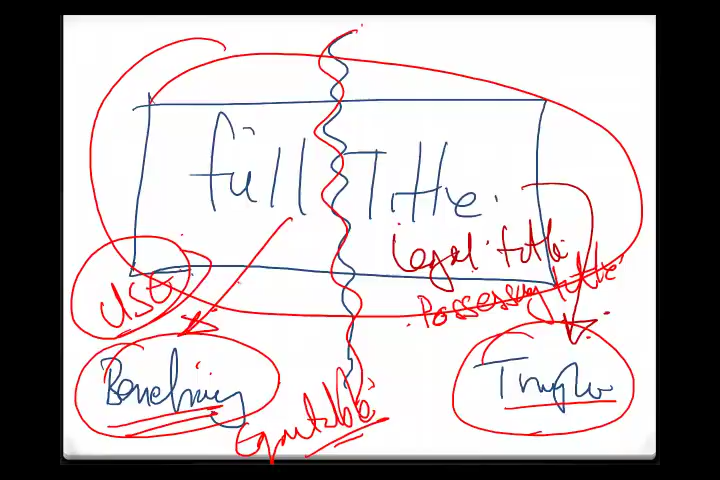 Full Title.
Legal title
Possessory title
USE
Beneficiary
Trustee
Equitable